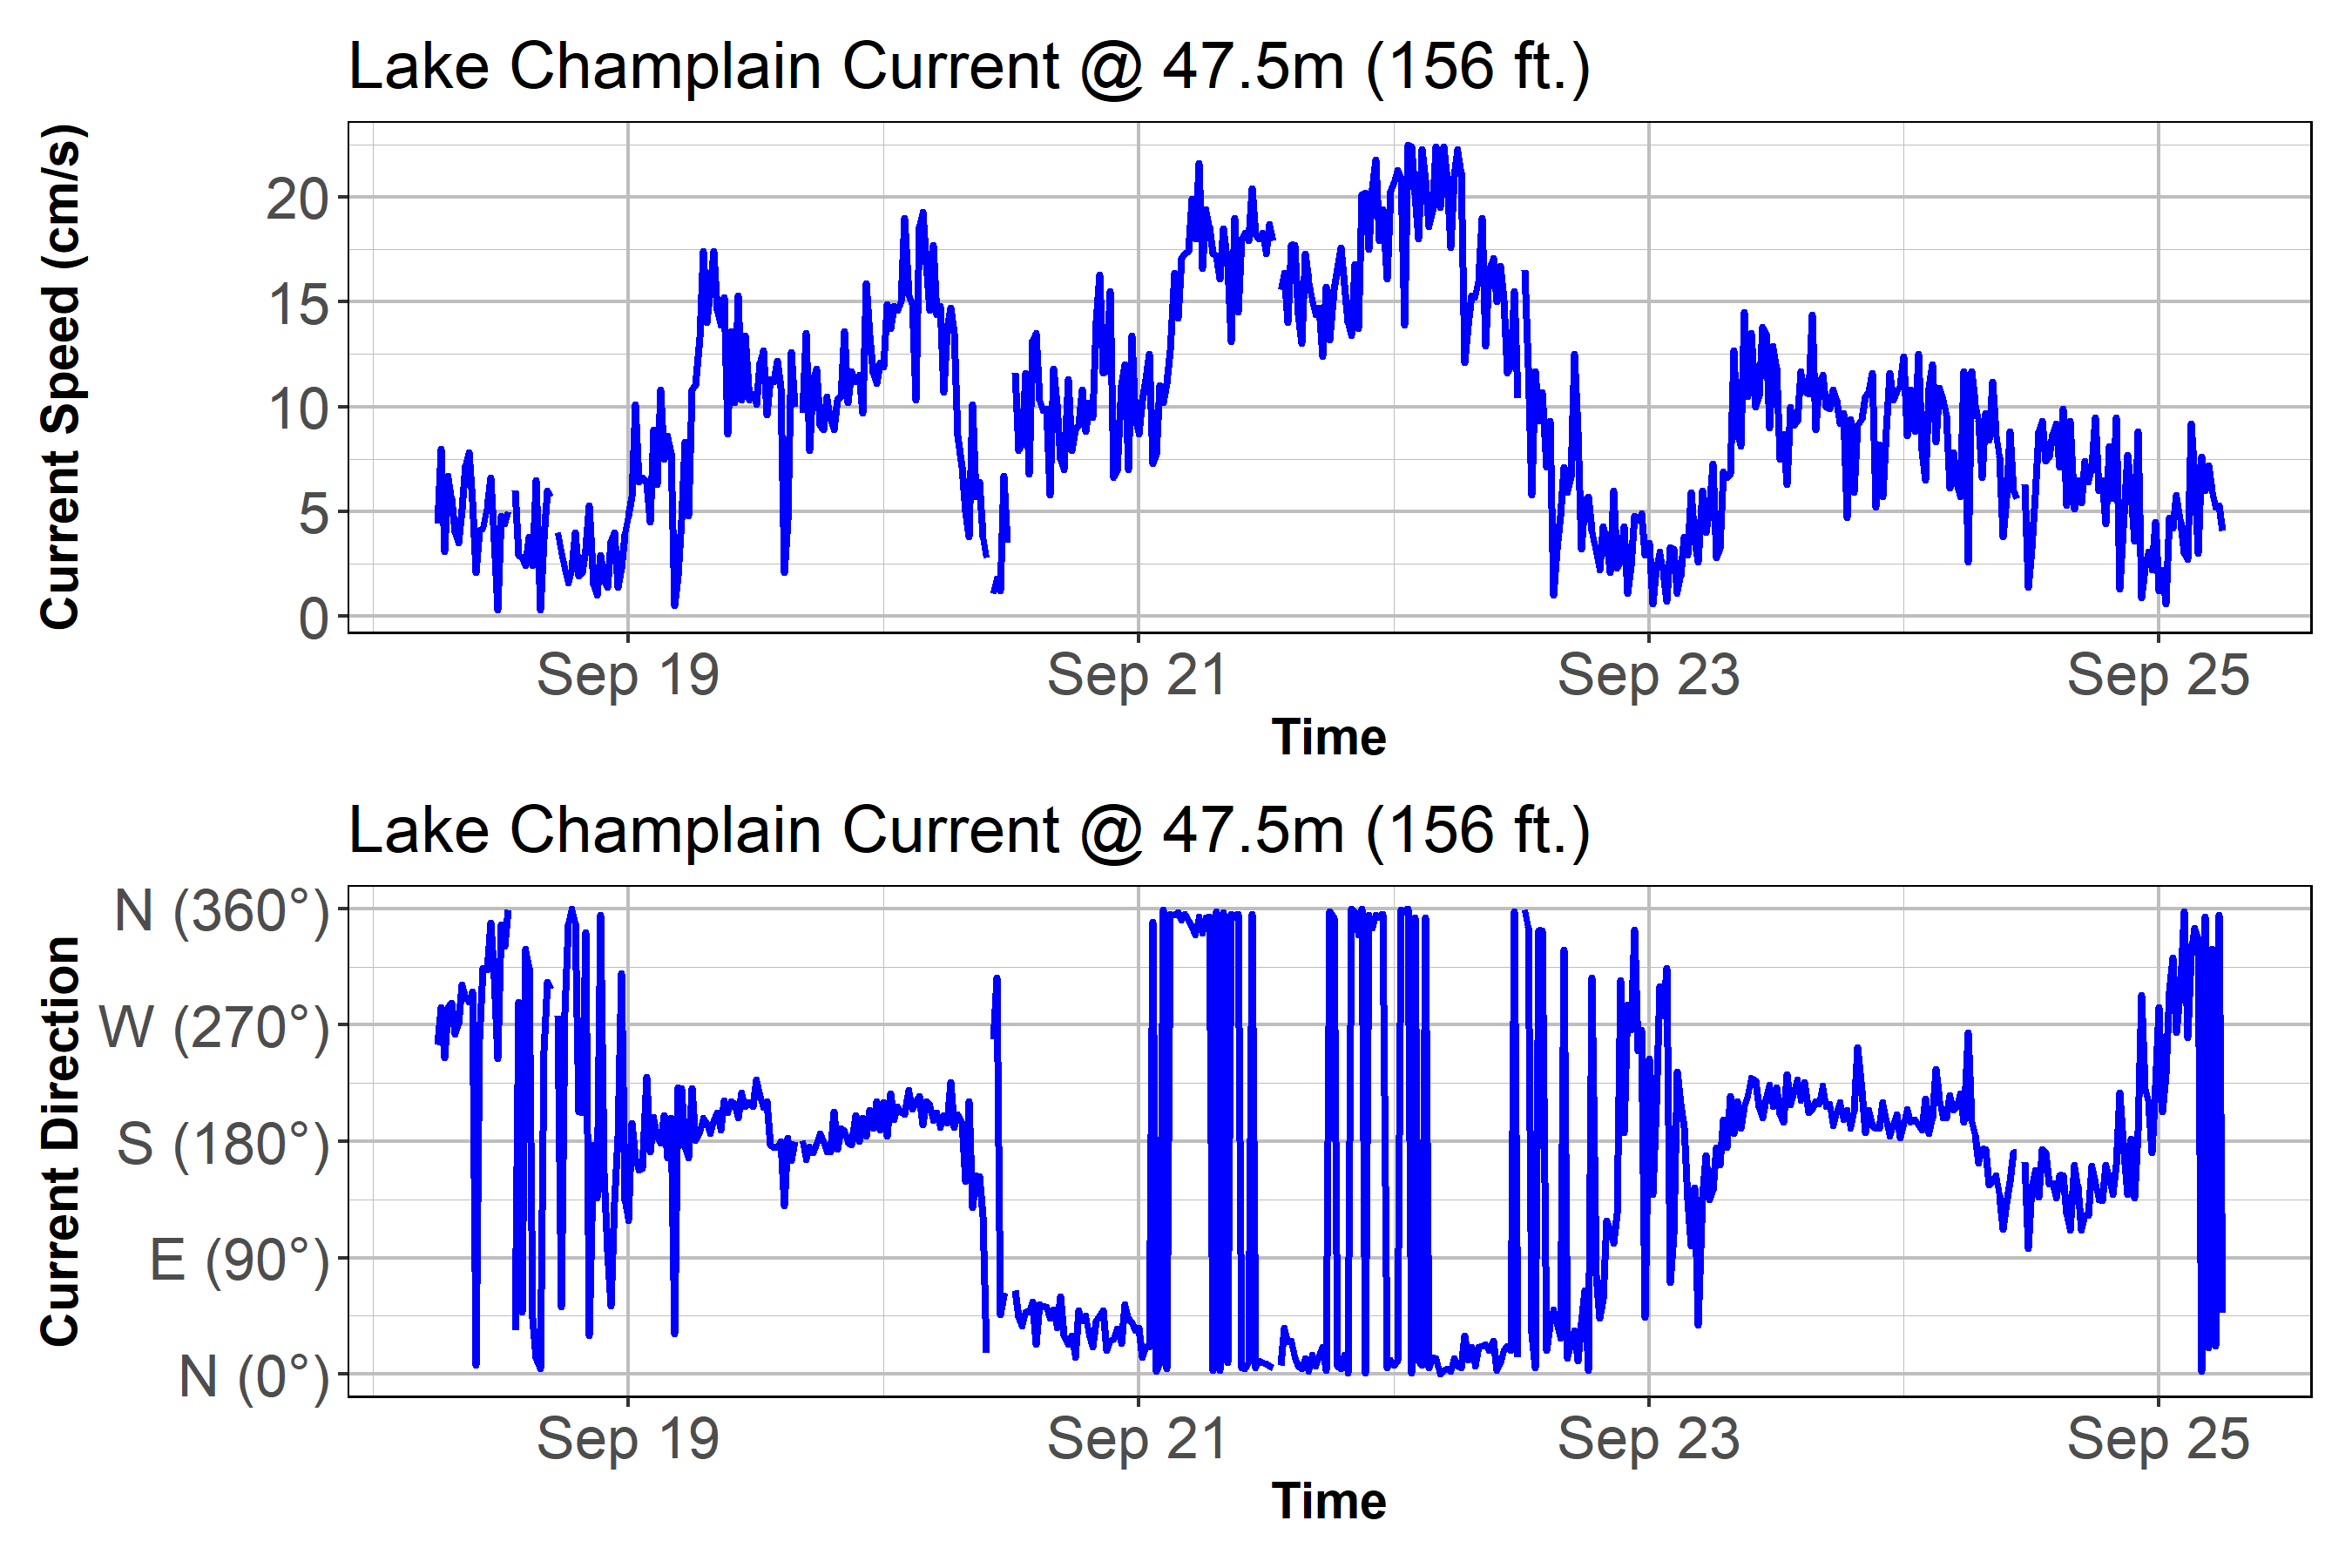 Lake Champlain Current @ 47.5m (156 ft.)
Current Speed (cm/s)
20
15
10
5
0
Sep 19 Sep 21 Sep 23 Sep 25
Time
Lake Champlain Current @ 47.5m (156 ft.)
Current Direction
N (360°)
W (270°)
S (180°)
E (90°)
N (0°)
Sep 19 Sep 21 Sep 23 Sep 25
Time